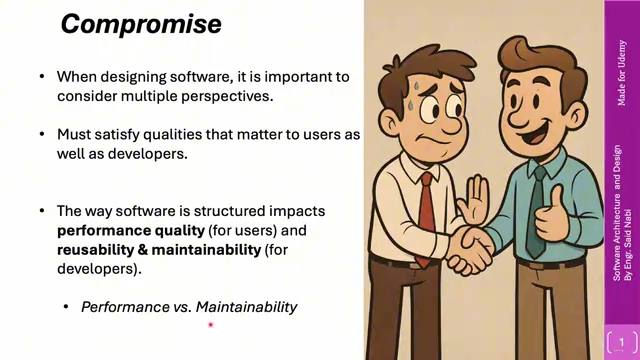 Compromise
• When designing software, it is important to
consider multiple perspectives.
• Must satisfy qualities that matter to users as
well as developers.
• The way software is structured impacts
performance quality (for users) and
reusability & maintainability (for
developers).
• Performance vs. Maintainability
Made for Udemy
Software Architecture and Design
By Engr. Said Nabi
1